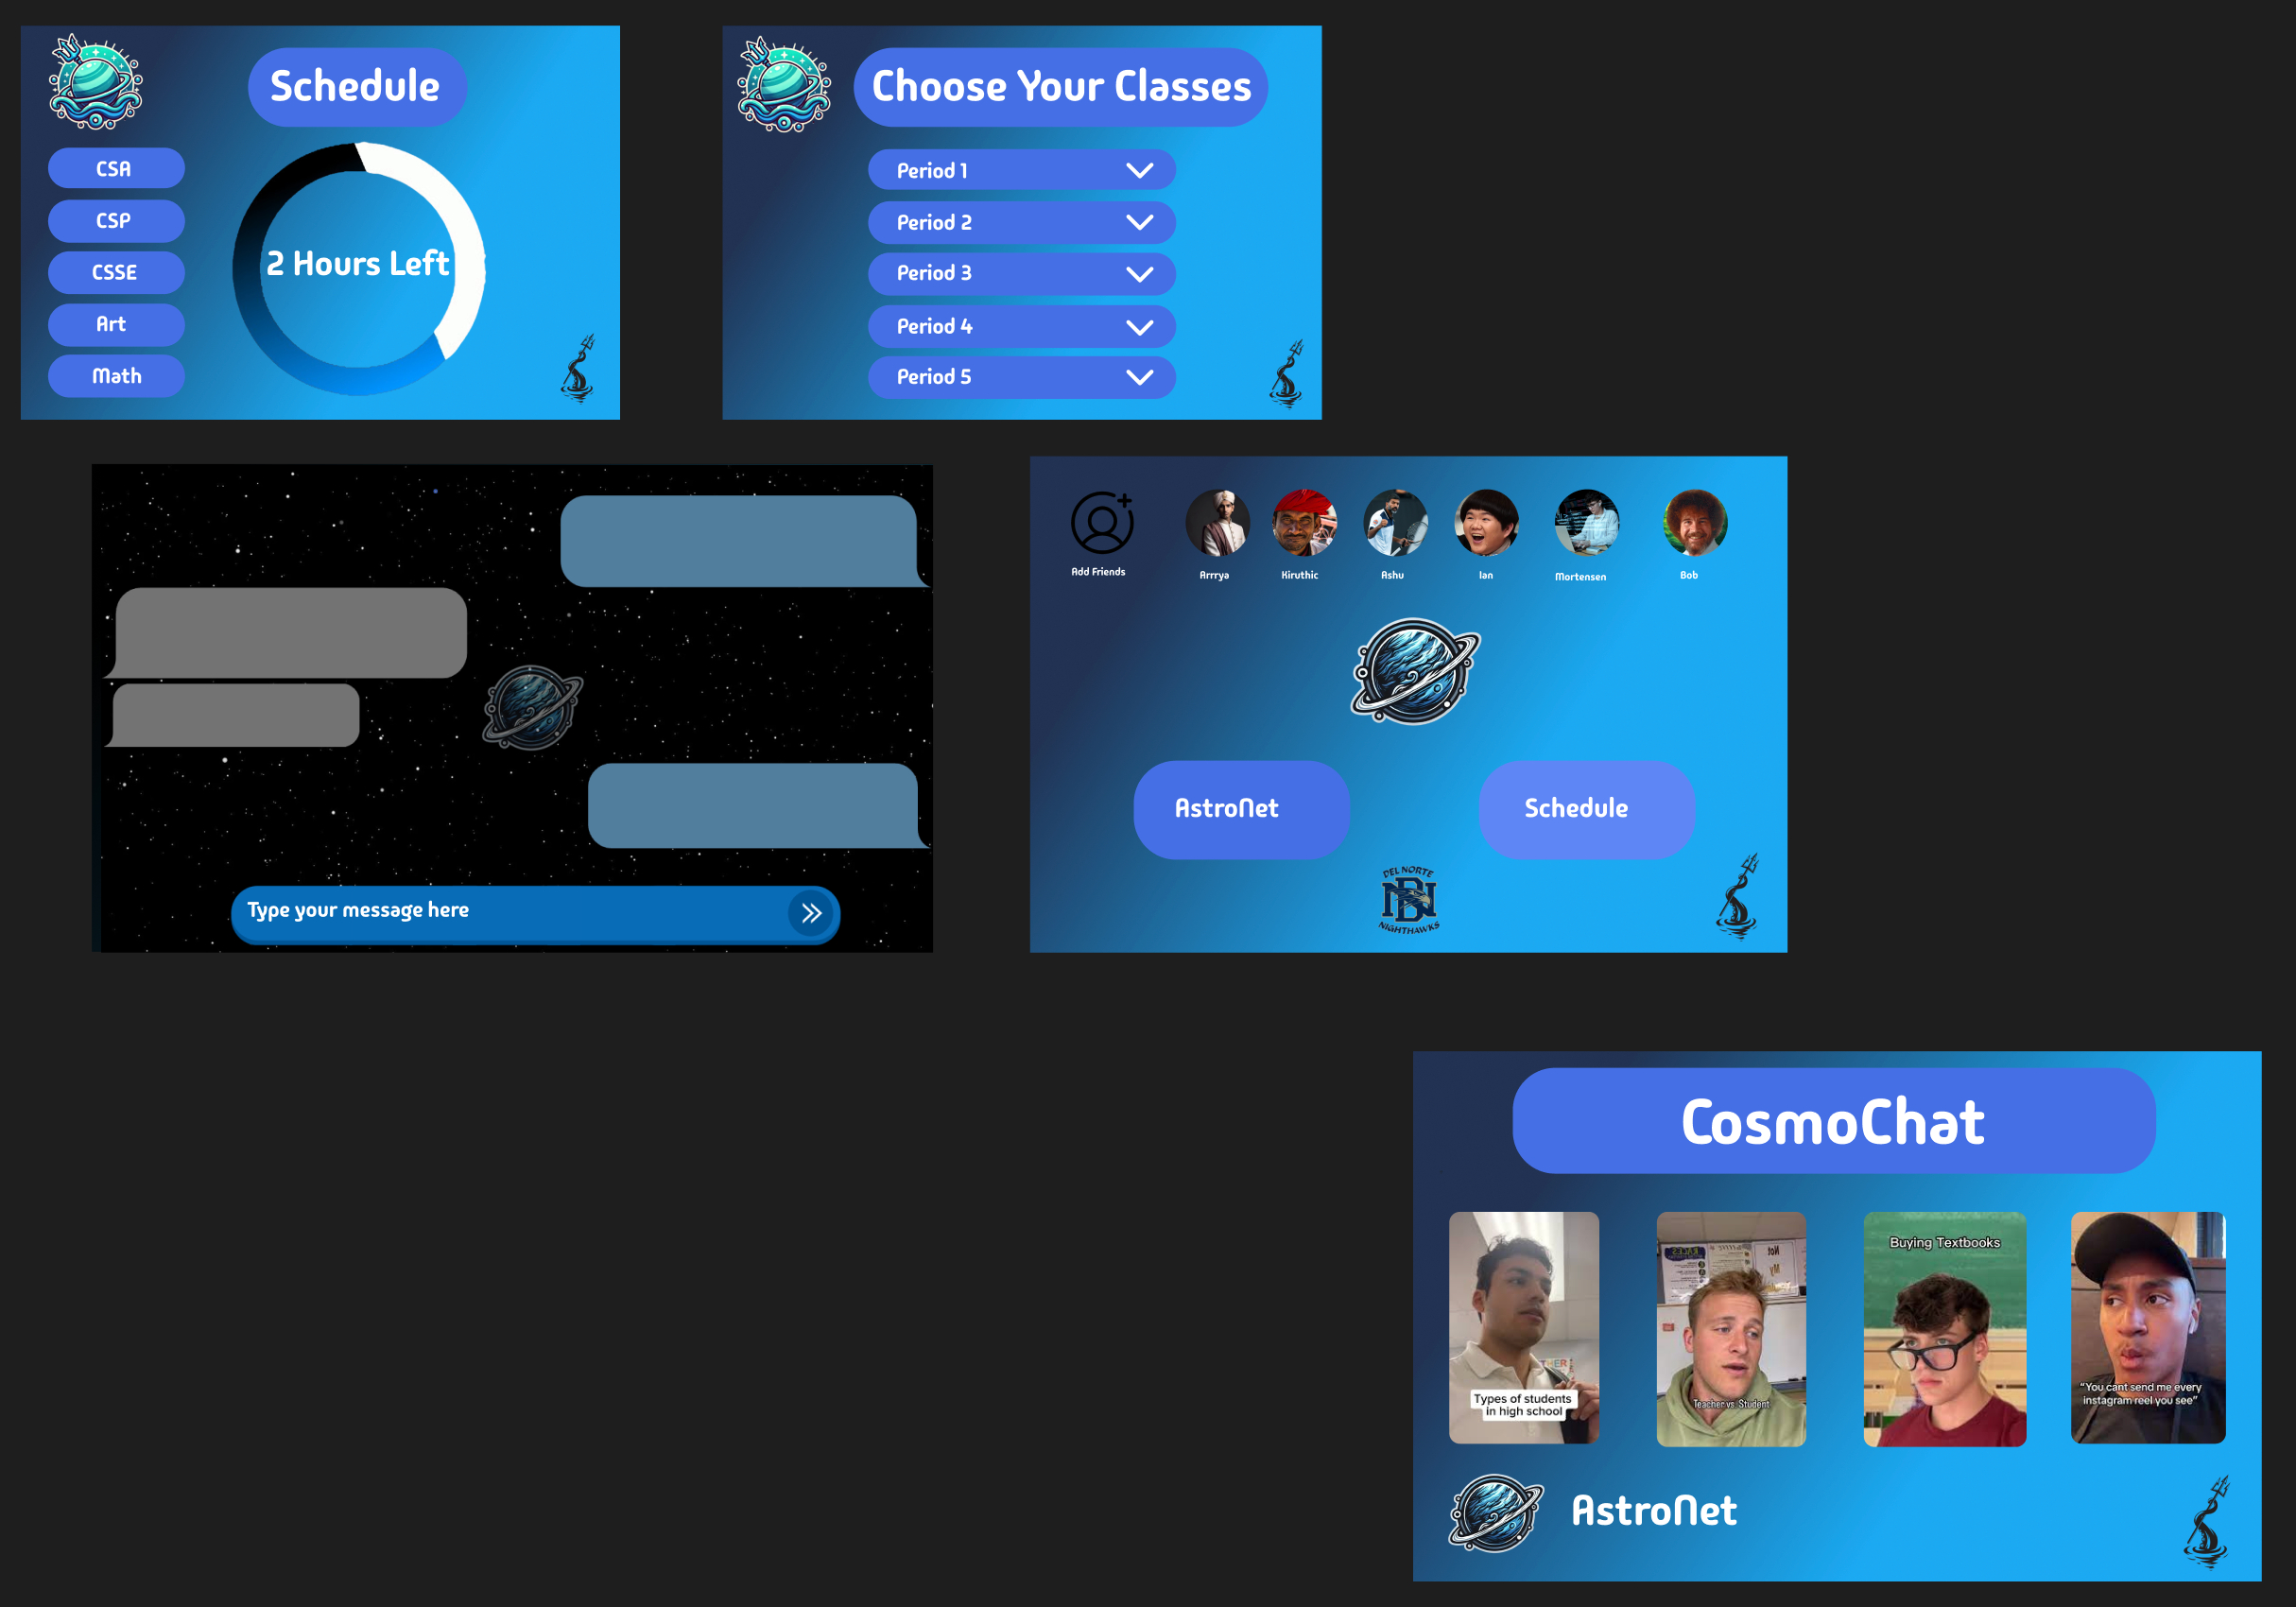 Schedule
CSA
CSP
CSSE
Art
Math
2 Hours Left
Choose Your Classes
Period 1
Period 2
Period 3
Period 4
Period 5
Type your message here
Add Friends
Arrrya
Kiruthic
Ashu
Ian
Mortensen
Bob
AstroNet
Schedule
DEL NORTE
DN
NIGHTHAWKS
CosmoChat
Types of students
in high school
Not
My
Teacher vs. Student
Buying Textbooks
“You cant send me every
instagram reel you see”
AstroNet